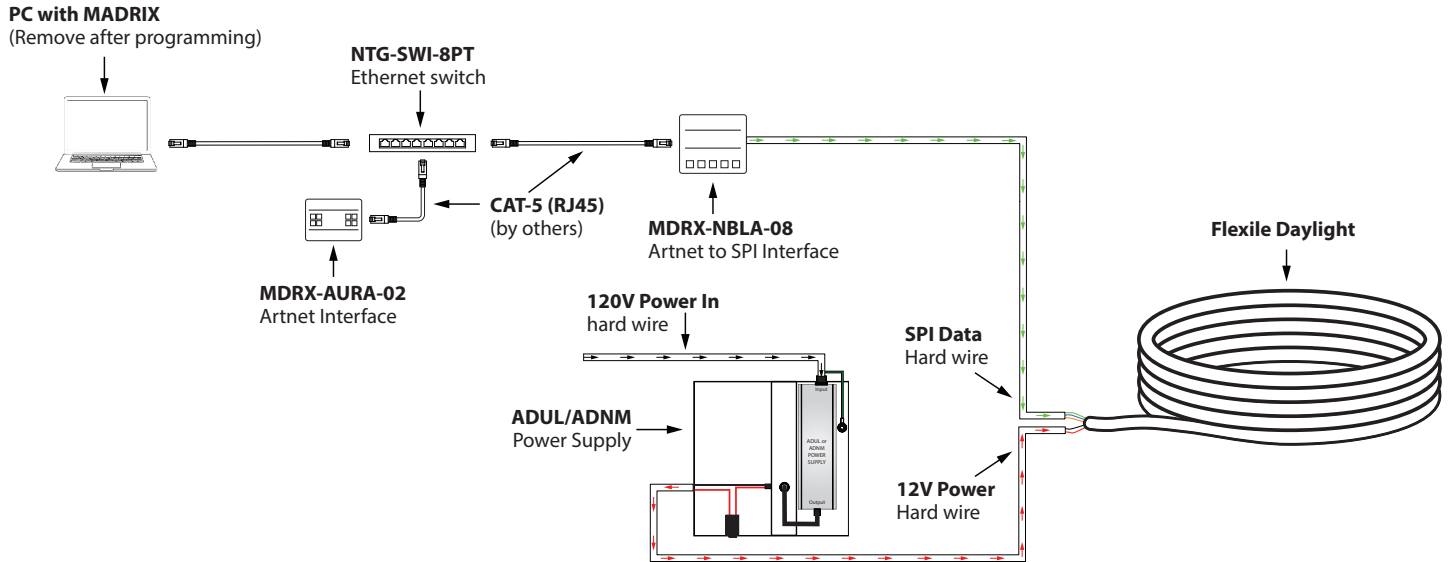 PC with MADRIX
(Remove after programming)
NTG-SWI-8PT
Ethernet switch
CAT-5 (RJ45)
(by others)
MDRX-NBLA-08
Artnet to SPI Interface
MDRX-AURA-02
Artnet Interface
Flexile Daylight
120V Power In
hard wire
SPI Data
Hard wire
ADUL/ADNM
Power Supply
Input
ADUL or
ADNM
POWER
SUPPLY
Output
12V Power
Hard wire